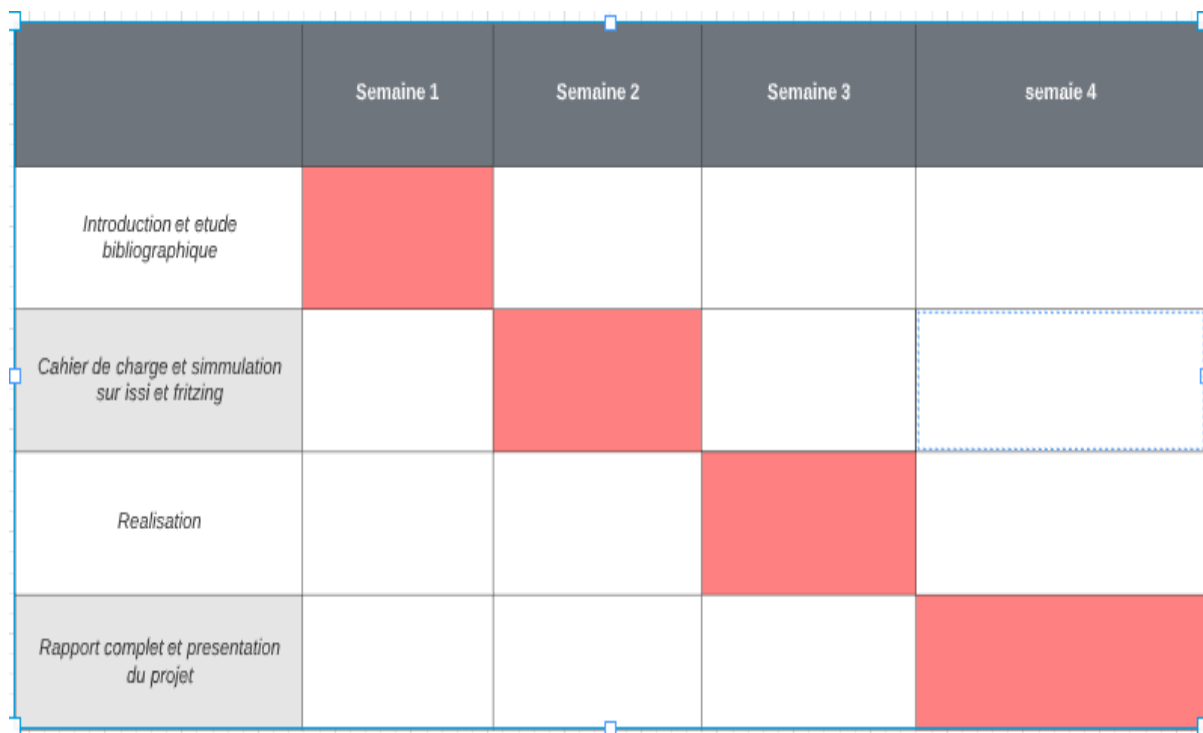 Semaine 1
Semaine 2
Semaine 3
semaie 4
Introduction et etude
bibliographique
Cahier de charge et simmulation
sur issi et fritzing
Realisation
Rapport complet et presentation
du projet